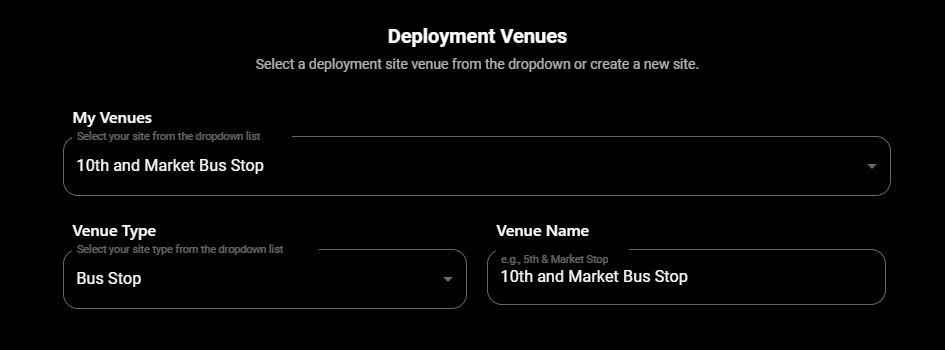 Deployment Venues
Select a deployment site venue from the dropdown or create a new site.
My Venues
Select your site from the dropdown list
10th and Market Bus Stop
Venue Type
Select your site type from the dropdown list
Bus Stop
Venue Name
e.g., 5th & Market Stop
10th and Market Bus Stop